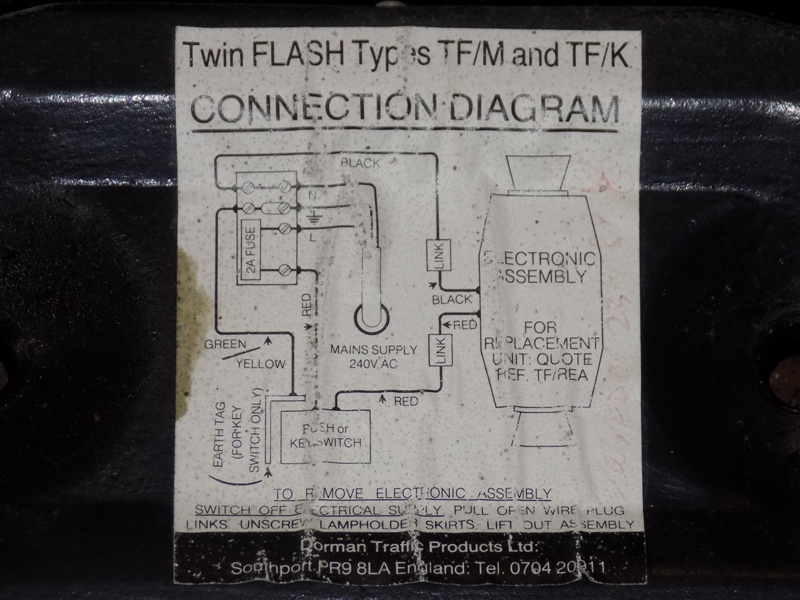 Twin FLASH Types TF/M and TF/K
CONNECTION DIAGRAM
BLACK
N
L
2A FUSE
LINK
ELECTRONIC
ASSEMBLY
BLACK
RED
RED
LINK
FOR
REPLACEMENT
UNIT: QUOTE
REF. TF/REA
GREEN
YELLOW
MAINS SUPPLY
240V AC
RED
EARTH TAG
(FOR KEY
SWITCH ONLY)
PUSH or
KEY SWITCH
TO REMOVE ELECTRONIC ASSEMBLY
SWITCH OFF ELECTRICAL SUPPLY. PULL OPEN WIRE PLUG
LINKS. UNSCREW LAMPHOLDER SKIRTS. LIFT OUT ASSEMBLY
Dorman Traffic Products Ltd:
Southport PR9 8LA England: Tel. 0704 20911